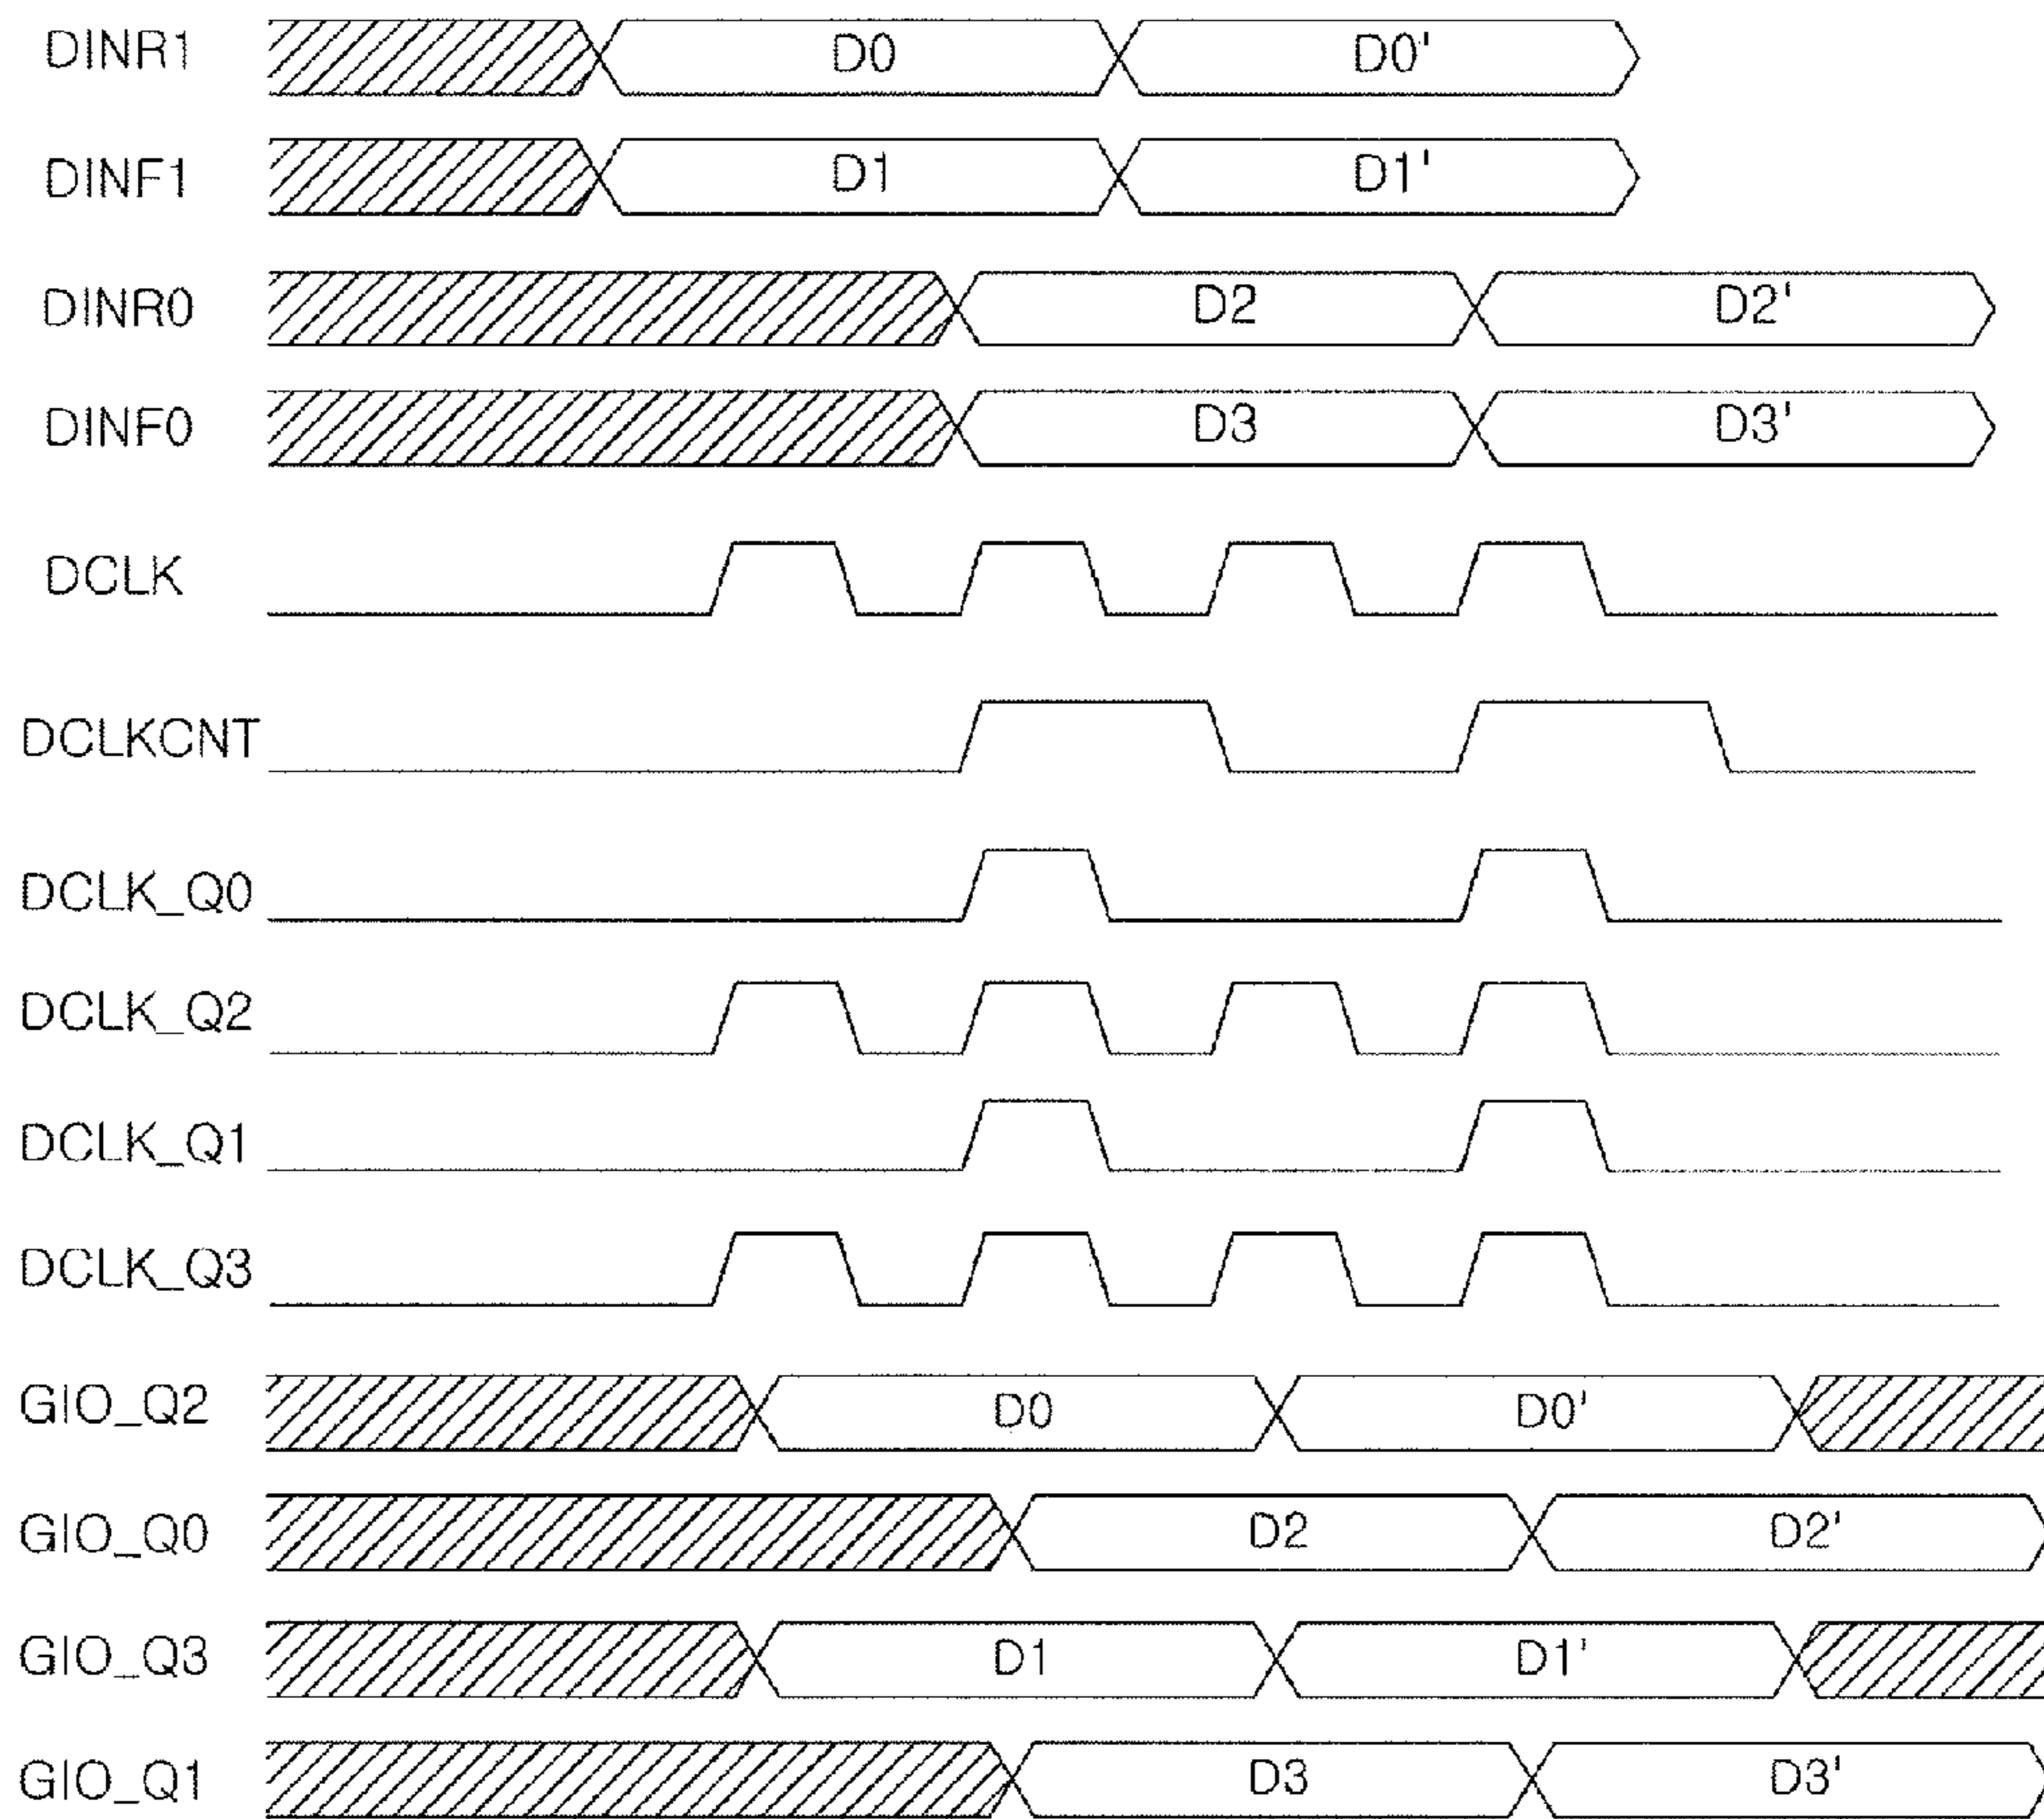 DINR1 D0 D0'
DINF1 D1 D1'
DINR0 D2 D2'
DINF0 D3 D3'
DCLK
DCLKCNT
DCLK_Q0
DCLK_Q2
DCLK_Q1
DCLK_Q3
GIO_Q2 D0 D0'
GIO_Q0 D2 D2'
GIO_Q3 D1 D1'
GIO_Q1 D3 D3'